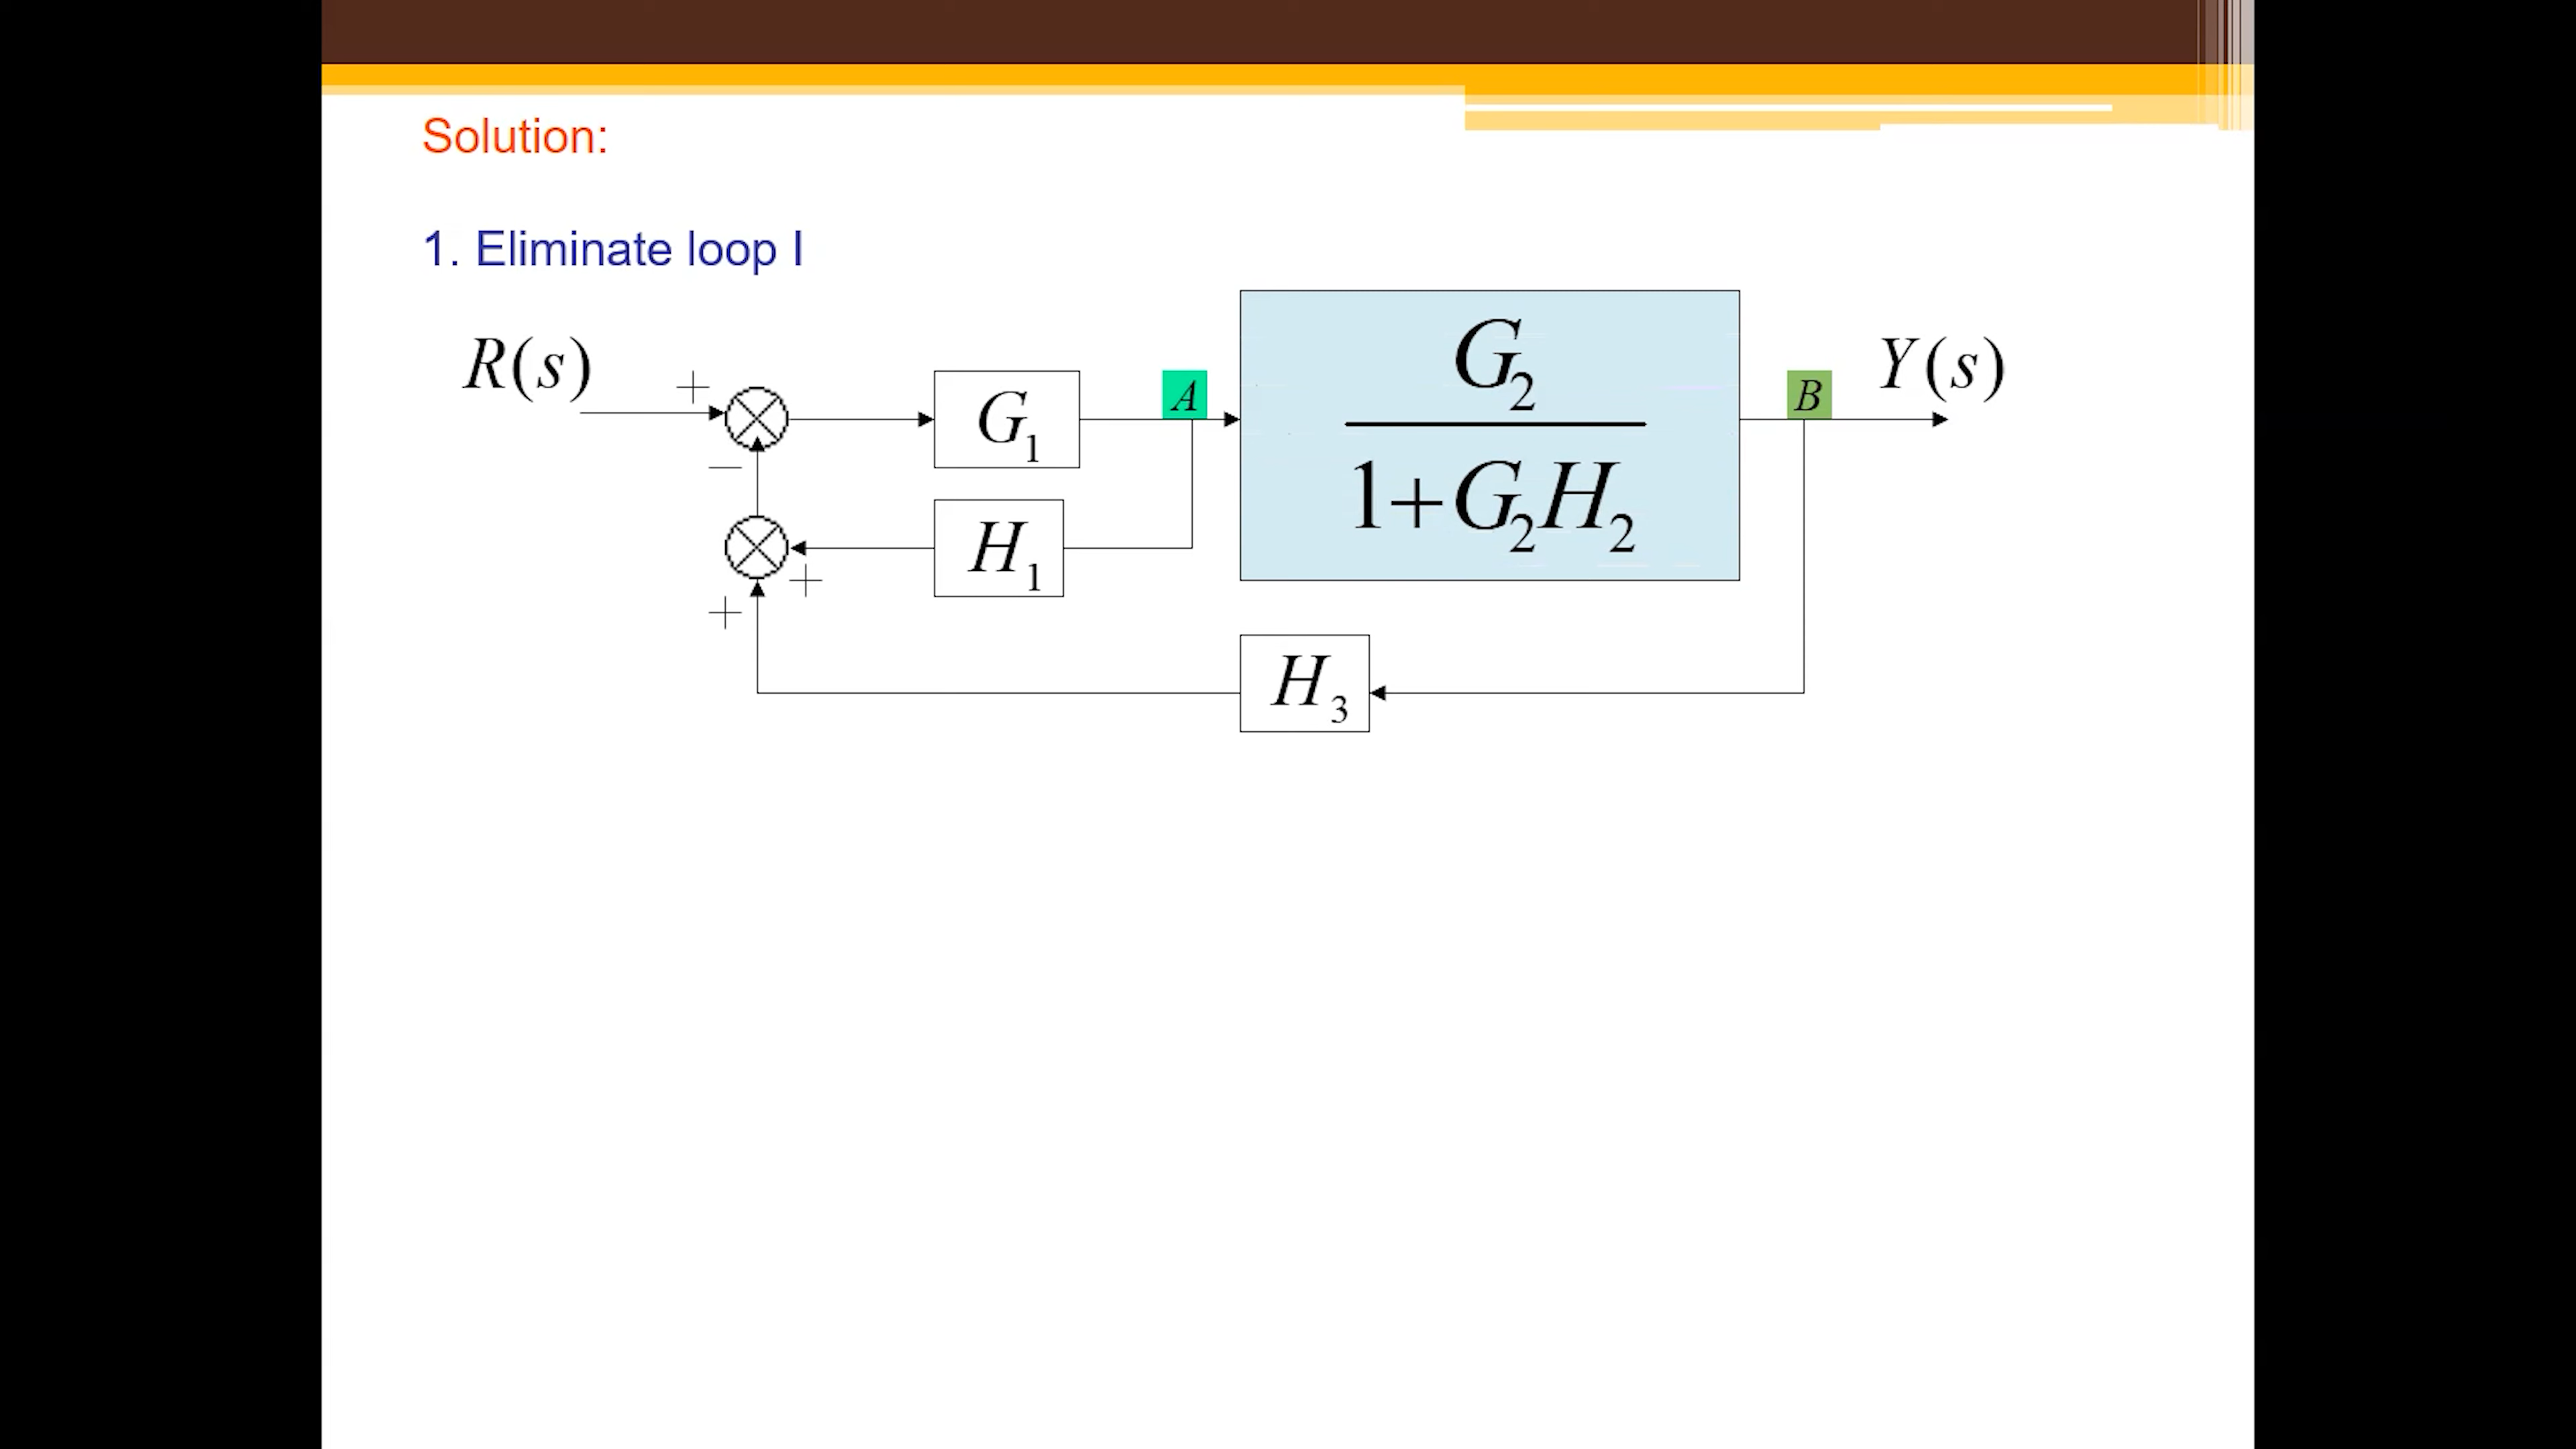 Solution:
1. Eliminate loop I
R(s)
+
−
G₁
A
G₂
1+G₂H₂
B
Y(s)
H₁
+
+
H₃